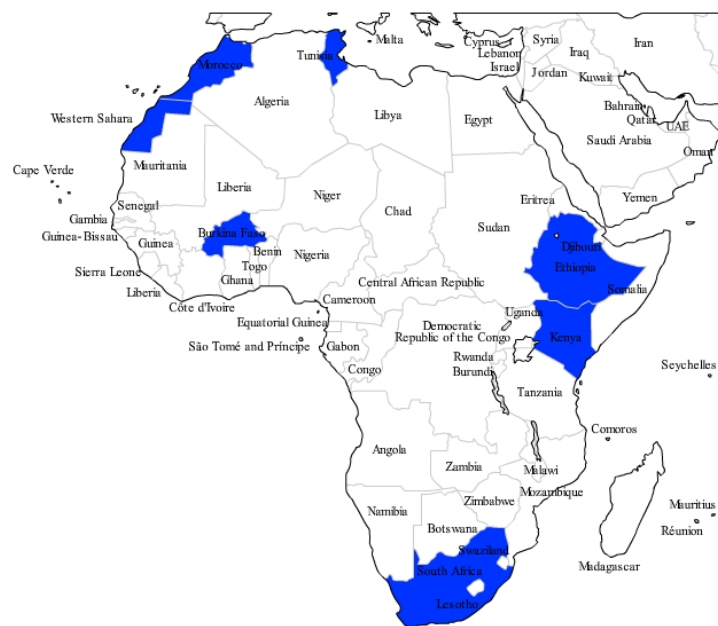 Malta
Cyprus
Syria
Lebanon
Iraq
Iran
Morocco
Tunisia
Israel
Jordan
Kuwait
Algeria
Libya
Egypt
Bahrain
Qatar
UAE
Western Sahara
Saudi Arabia
Oman
Mauritania
Cape Verde
Liberia
Niger
Chad
Sudan
Eritrea
Yemen
Senegal
Gambia
Guinea-Bissau
Guinea
Burkina Faso
Benin
Nigeria
Djibouti
Ethiopia
Togo
Sierra Leone
Ghana
Central African Republic
Somalia
Liberia
Côte d'Ivoire
Cameroon
Equatorial Guinea
Uganda
Democratic
Republic of the Congo
Kenya
São Tomé and Príncipe
Gabon
Rwanda
Congo
Burundi
Seychelles
Tanzania
Comoros
Angola
Zambia
Malawi
Mozambique
Zimbabwe
Namibia
Mauritius
Botswana
Réunion
Swaziland
South Africa
Madagascar
Lesotho